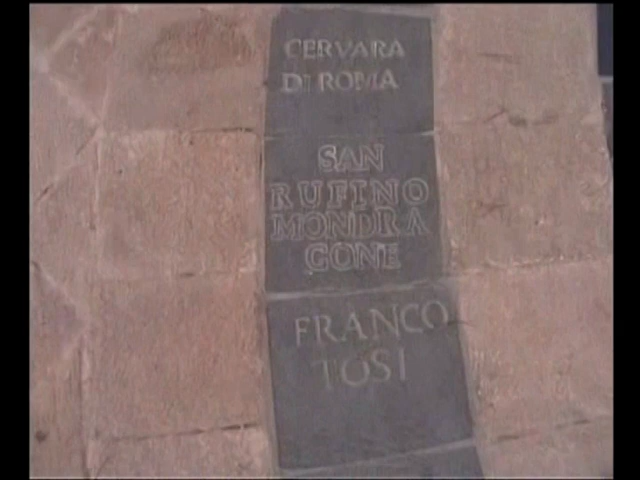 CERVARA
DI ROMA
SAN
RUFINO
MONDRA
GONE
FRANCO
TOSI